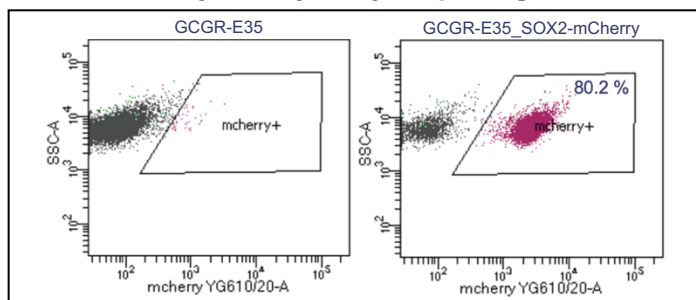 GCGR-E35
SSC-A
10^5
10^4
10^3
10^2
mcherry+
10^2 10^3 10^4 10^5
mcherry YG610/20-A
GCGR-E35_SOX2-mCherry
SSC-A
10^5
10^4
10^3
10^2
80.2 %
mcherry+
10^2 10^3 10^4 10^5
mcherry YG610/20-A